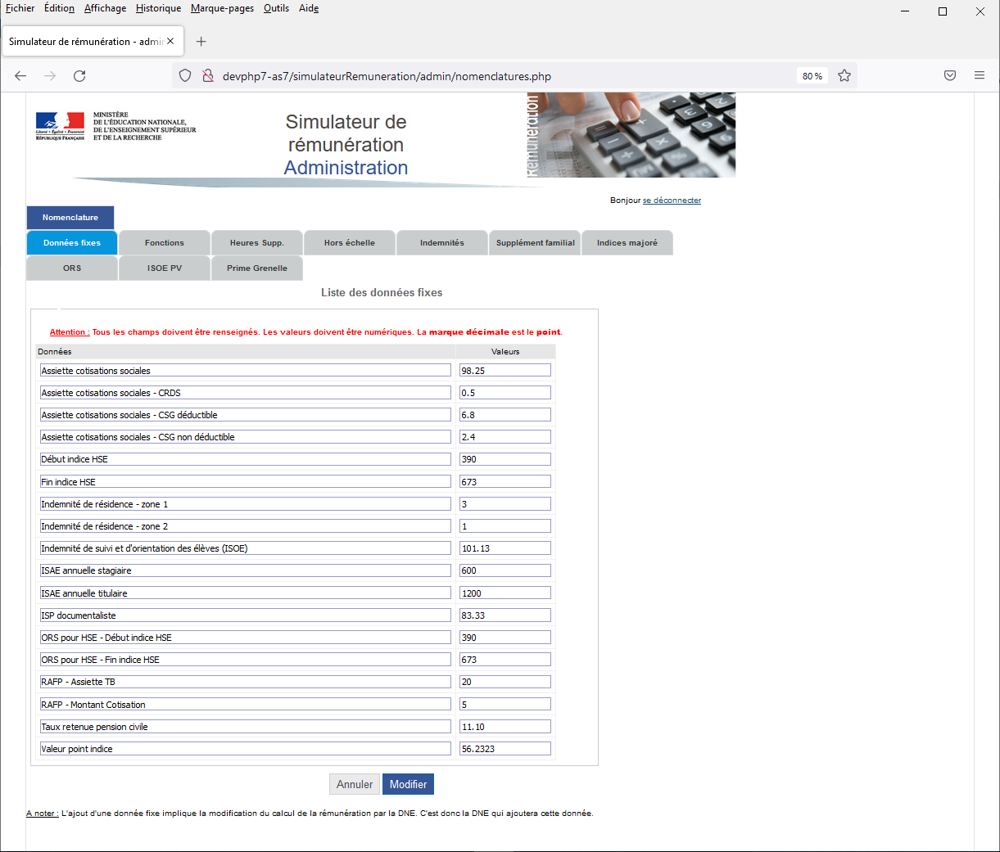 Fichier Édition Affichage Historique Marque-pages Outils Aide
Simulateur de rémunération - admi
devphp7-as7/simulateurRemuneration/admin/nomenclatures.php
80 %
Liberté • Égalité • Fraternité
RÉPUBLIQUE FRANÇAISE
MINISTÈRE
DE L'ÉDUCATION NATIONALE,
DE L'ENSEIGNEMENT SUPÉRIEUR
ET DE LA RECHERCHE
Simulateur de
rémunération
Administration
Rémunération
Bonjour se déconnecter
Nomenclature
Données fixes Fonctions Heures Supp. Hors échelle Indemnités Supplément familial Indices majoré
ORS ISOE PV Prime Grenelle
Liste des données fixes
Attention : Tous les champs doivent être renseignés. Les valeurs doivent être numériques. La marque décimale est le point.
Données Valeurs
Assiette cotisations sociales 98.25
Assiette cotisations sociales - CRDS 0.5
Assiette cotisations sociales - CSG déductible 6.8
Assiette cotisations sociales - CSG non déductible 2.4
Début indice HSE 390
Fin indice HSE 673
Indemnité de résidence - zone 1 3
Indemnité de résidence - zone 2 1
Indemnité de suivi et d'orientation des élèves (ISOE) 101.13
ISAE annuelle stagiaire 600
ISAE annuelle titulaire 1200
ISP documentaliste 83.33
ORS pour HSE - Début indice HSE 390
ORS pour HSE - Fin indice HSE 673
RAFP - Assiette TB 20
RAFP - Montant Cotisation 5
Taux retenue pension civile 11.10
Valeur point indice 56.2323
Annuler Modifier
A noter : L'ajout d'une donnée fixe implique la modification du calcul de la rémunération par la DNE. C'est donc la DNE qui ajoutera cette donnée.